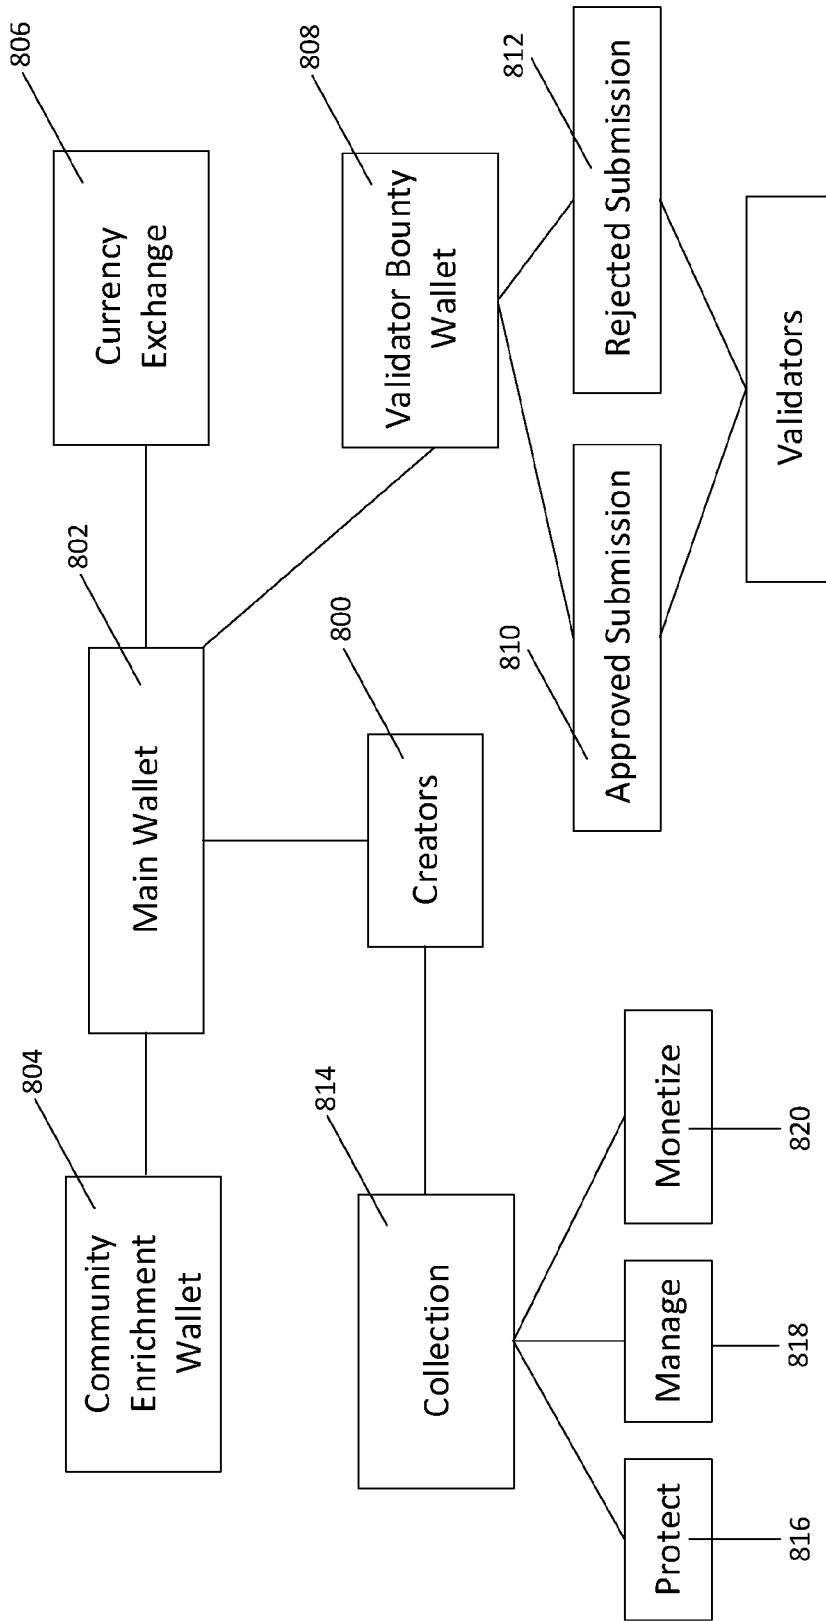 804
Community
Enrichment
Wallet
802
Main Wallet
806
Currency
Exchange
814
Collection
800
Creators
808
Validator Bounty
Wallet
Protect
Manage
Monetize
816
818
820
810
Approved Submission
812
Rejected Submission
Validators